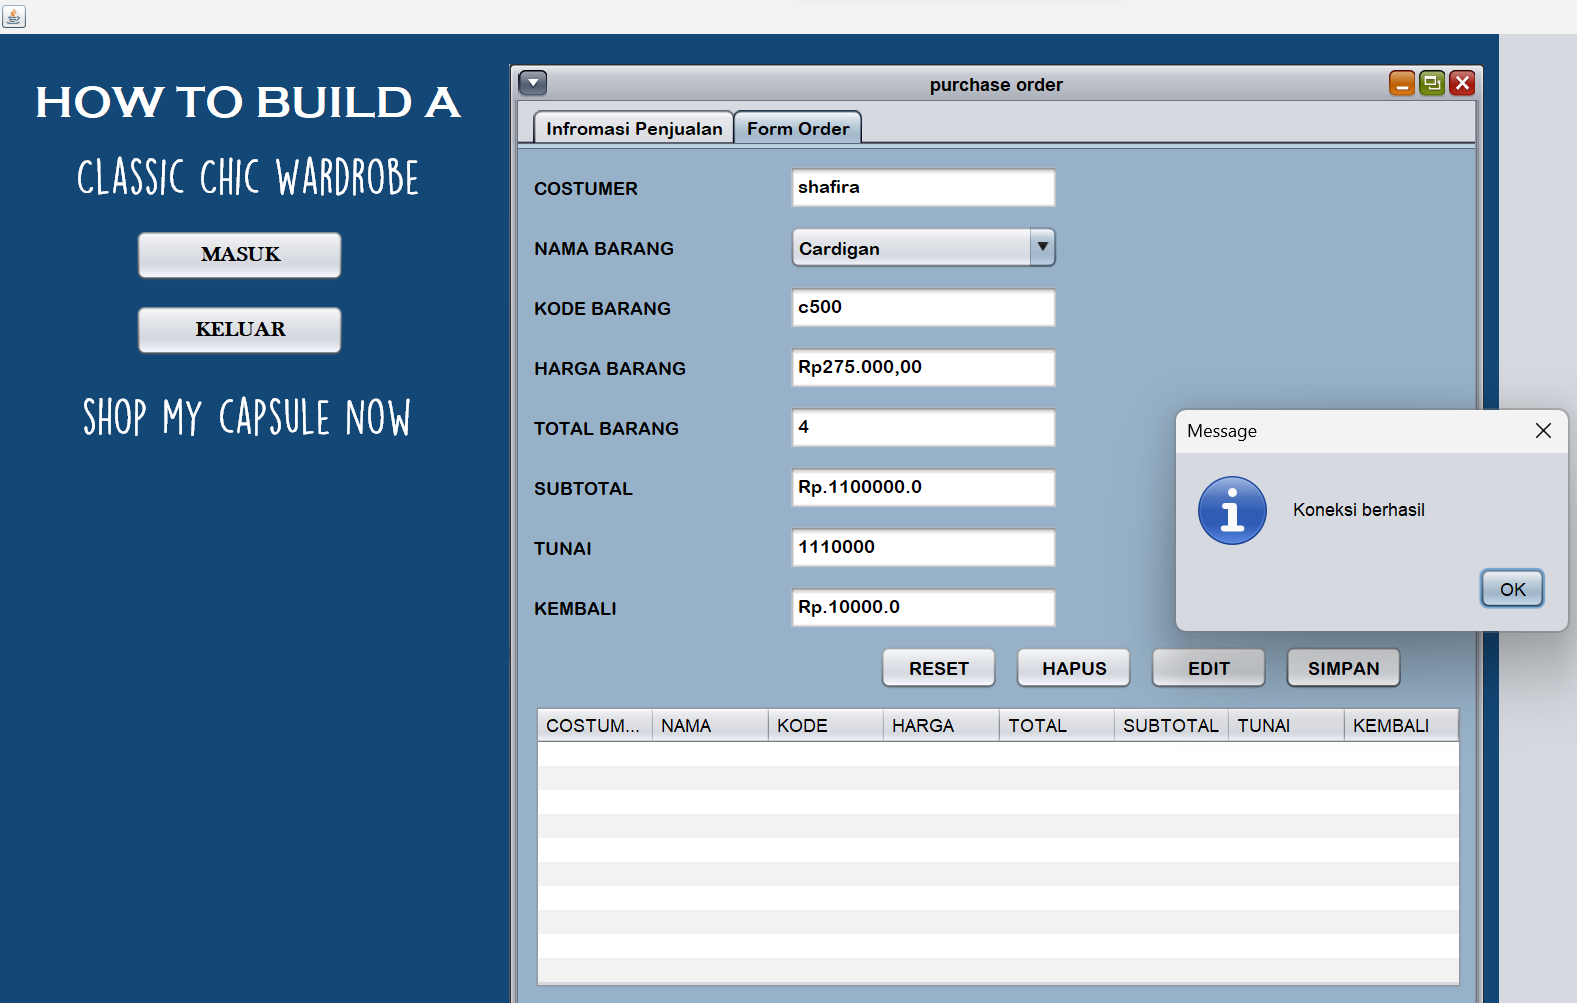 HOW TO BUILD A
CLASSIC CHIC WARDROBE
MASUK
KELUAR
SHOP MY CAPSULE NOW
purchase order
Infromasi Penjualan
Form Order
COSTUMER
shafira
NAMA BARANG
Cardigan
KODE BARANG
c500
HARGA BARANG
Rp275.000,00
TOTAL BARANG
4
SUBTOTAL
Rp.1100000.0
TUNAI
1110000
KEMBALI
Rp.10000.0
RESET
HAPUS
EDIT
SIMPAN
COSTUM... NAMA KODE HARGA TOTAL SUBTOTAL TUNAI KEMBALI
Message
Koneksi berhasil
OK